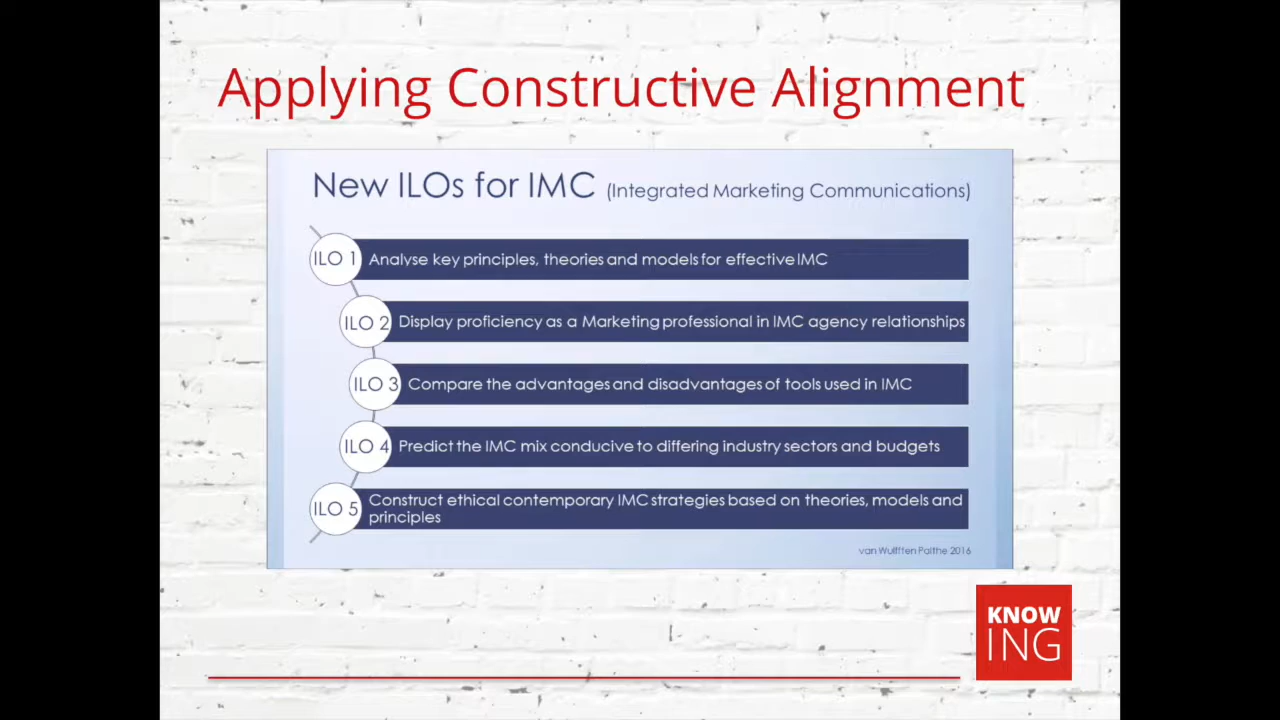 Applying Constructive Alignment
New ILOs for IMC (Integrated Marketing Communications)
ILO 1 Analyse key principles, theories and models for effective IMC
ILO 2 Display proficiency as a Marketing professional in IMC agency relationships
ILO 3 Compare the advantages and disadvantages of tools used in IMC
ILO 4 Predict the IMC mix conducive to differing industry sectors and budgets
ILO 5 Construct ethical contemporary IMC strategies based on theories, models and
principles
van Wulfften Palthe 2016
KNOW
ING